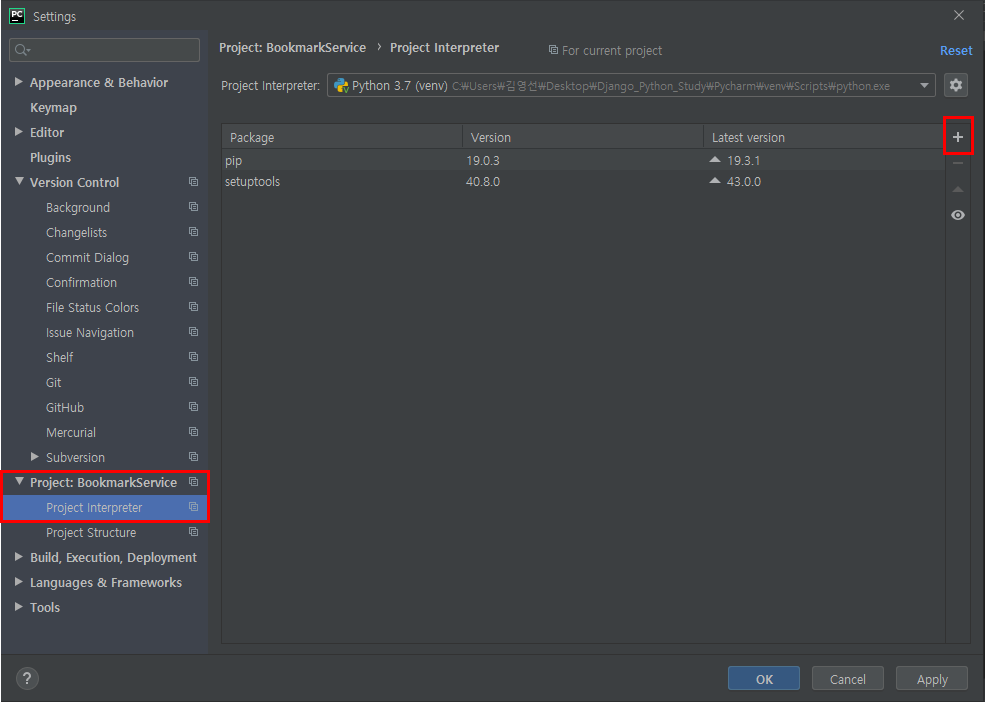 PC
Settings
Appearance & Behavior
Keymap
Editor
Plugins
Version Control
Background
Changelists
Commit Dialog
Confirmation
File Status Colors
Issue Navigation
Shelf
Git
GitHub
Mercurial
Subversion
Project: BookmarkService
Project Interpreter
Project Structure
Build, Execution, Deployment
Languages & Frameworks
Tools
Project: BookmarkService › Project Interpreter For current project Reset
Project Interpreter: Python 3.7 (venv) C:₩Users₩김영선₩Desktop₩Django_Python_Study₩Pycharm₩venv₩Scripts₩python.exe
Package Version Latest version
pip 19.0.3 19.3.1
setuptools 40.8.0 43.0.0
? OK Cancel Apply